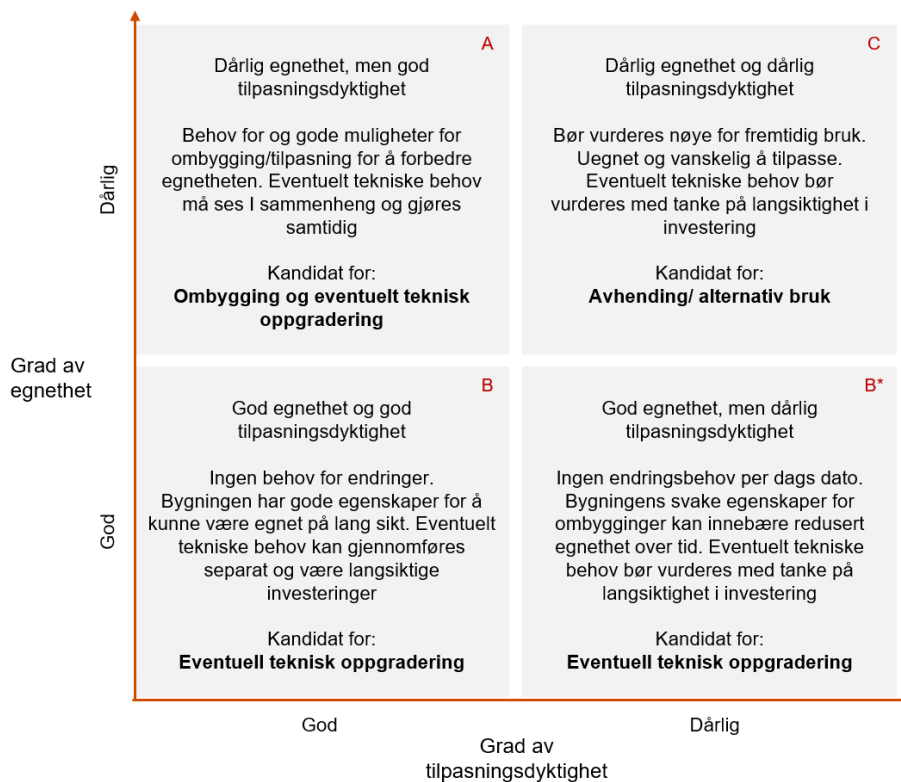 A
Dårlig egnethet, men god
tilpasningsdyktighet
Behov for og gode muligheter for
ombygging/tilpasning for å forbedre
egnetheten. Eventuelt tekniske behov
må ses I sammenheng og gjøres
samtidig
Kandidat for:
Ombygging og eventuelt teknisk
oppgradering
C
Dårlig egnethet og dårlig
tilpasningsdyktighet
Bør vurderes nøye for fremtidig bruk.
Uegnet og vanskelig å tilpasse.
Eventuelt tekniske behov bør
vurderes med tanke på langsiktighet i
investering
Kandidat for:
Avhending/ alternativ bruk
Dårlig
Grad av
egnethet
God
B
God egnethet og god
tilpasningsdyktighet
Ingen behov for endringer.
Bygningen har gode egenskaper for å
kunne være egnet på lang sikt. Eventuelt
tekniske behov kan gjennomføres
separat og være langsiktige
investeringer
Kandidat for:
Eventuell teknisk oppgradering
B*
God egnethet, men dårlig
tilpasningsdyktighet
Ingen endringsbehov per dags dato.
Bygningens svake egenskaper for
ombygginger kan innebære redusert
egnethet over tid. Eventuelt tekniske
behov bør vurderes med tanke på
langsiktighet i investering
Kandidat for:
Eventuell teknisk oppgradering
God
Dårlig
Grad av
tilpasningsdyktighet